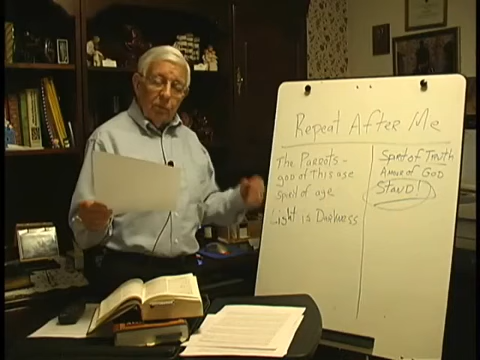 Repeat After Me
The Parrots -
god of This age
Spirit of age
Light is Darkness
Spirit of Truth
Armor of GOD
STAND!